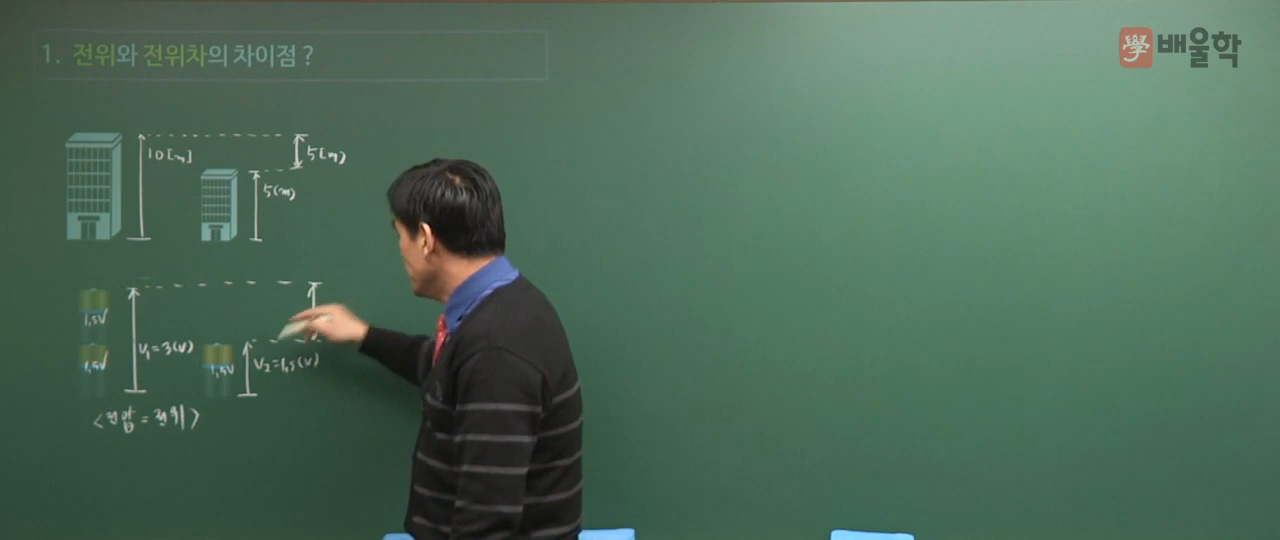 1. 전위와 전위차의 차이점 ?
學 배울학
10[m]
5[m]
5[m]
1,5V
1,5V
V₁=3(V)
1,5V
V₂=1,5(V)
<전압 = 전위>